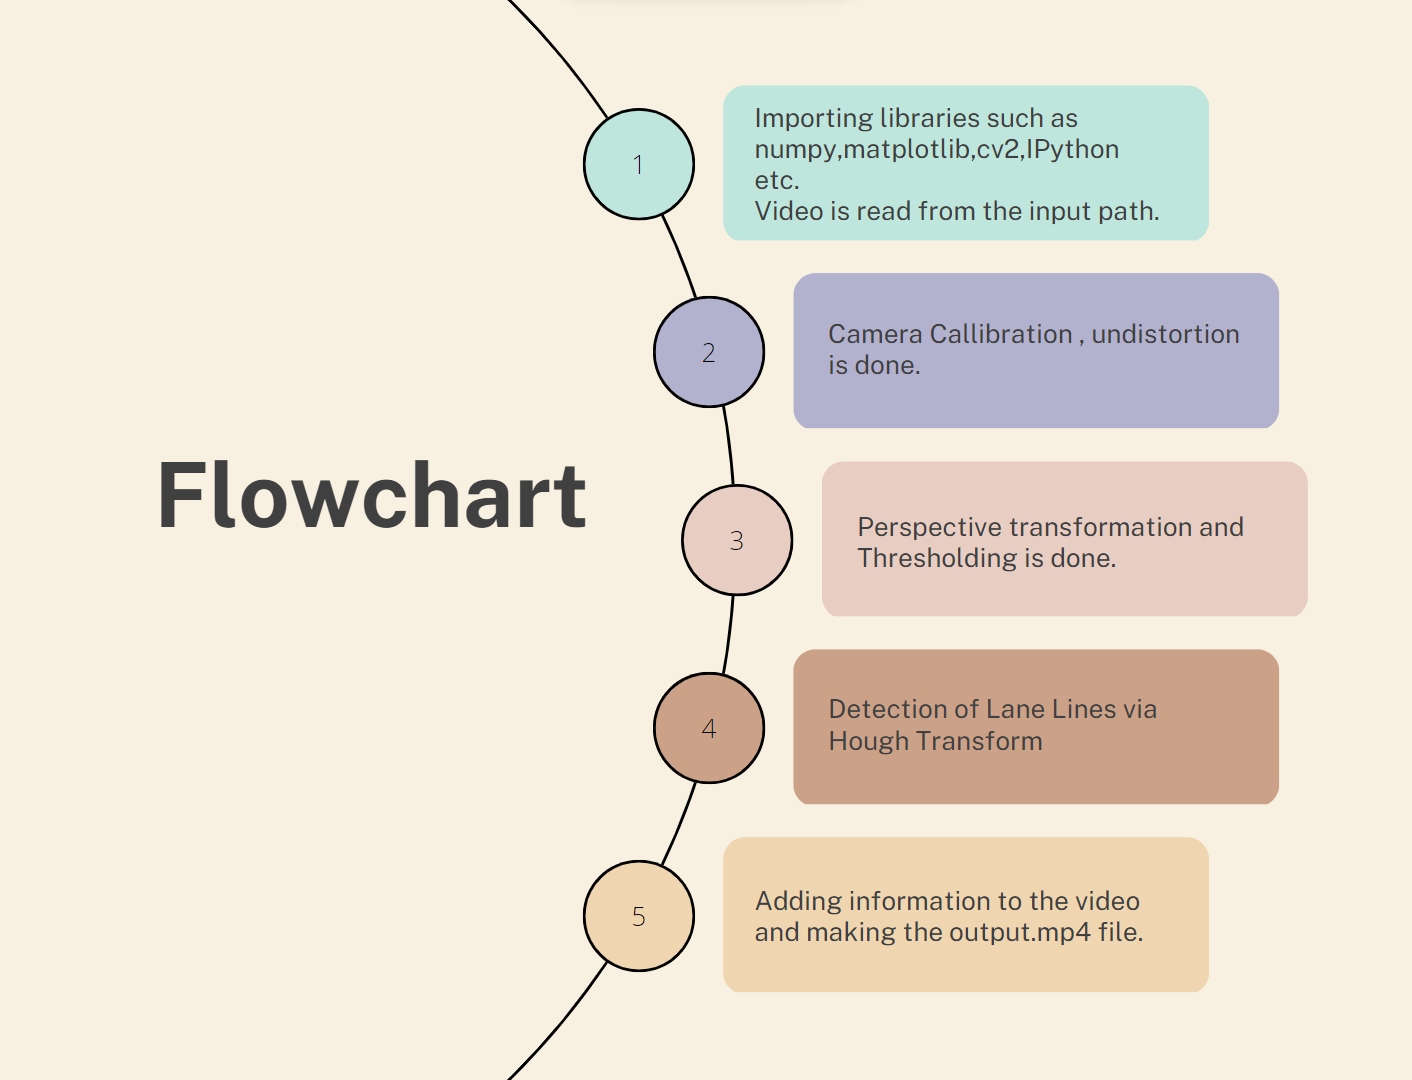 Flowchart
1
Importing libraries such as
numpy,matplotlib,cv2,IPython
etc.
Video is read from the input path.
2
Camera Callibration , undistortion
is done.
3
Perspective transformation and
Thresholding is done.
4
Detection of Lane Lines via
Hough Transform
5
Adding information to the video
and making the output.mp4 file.